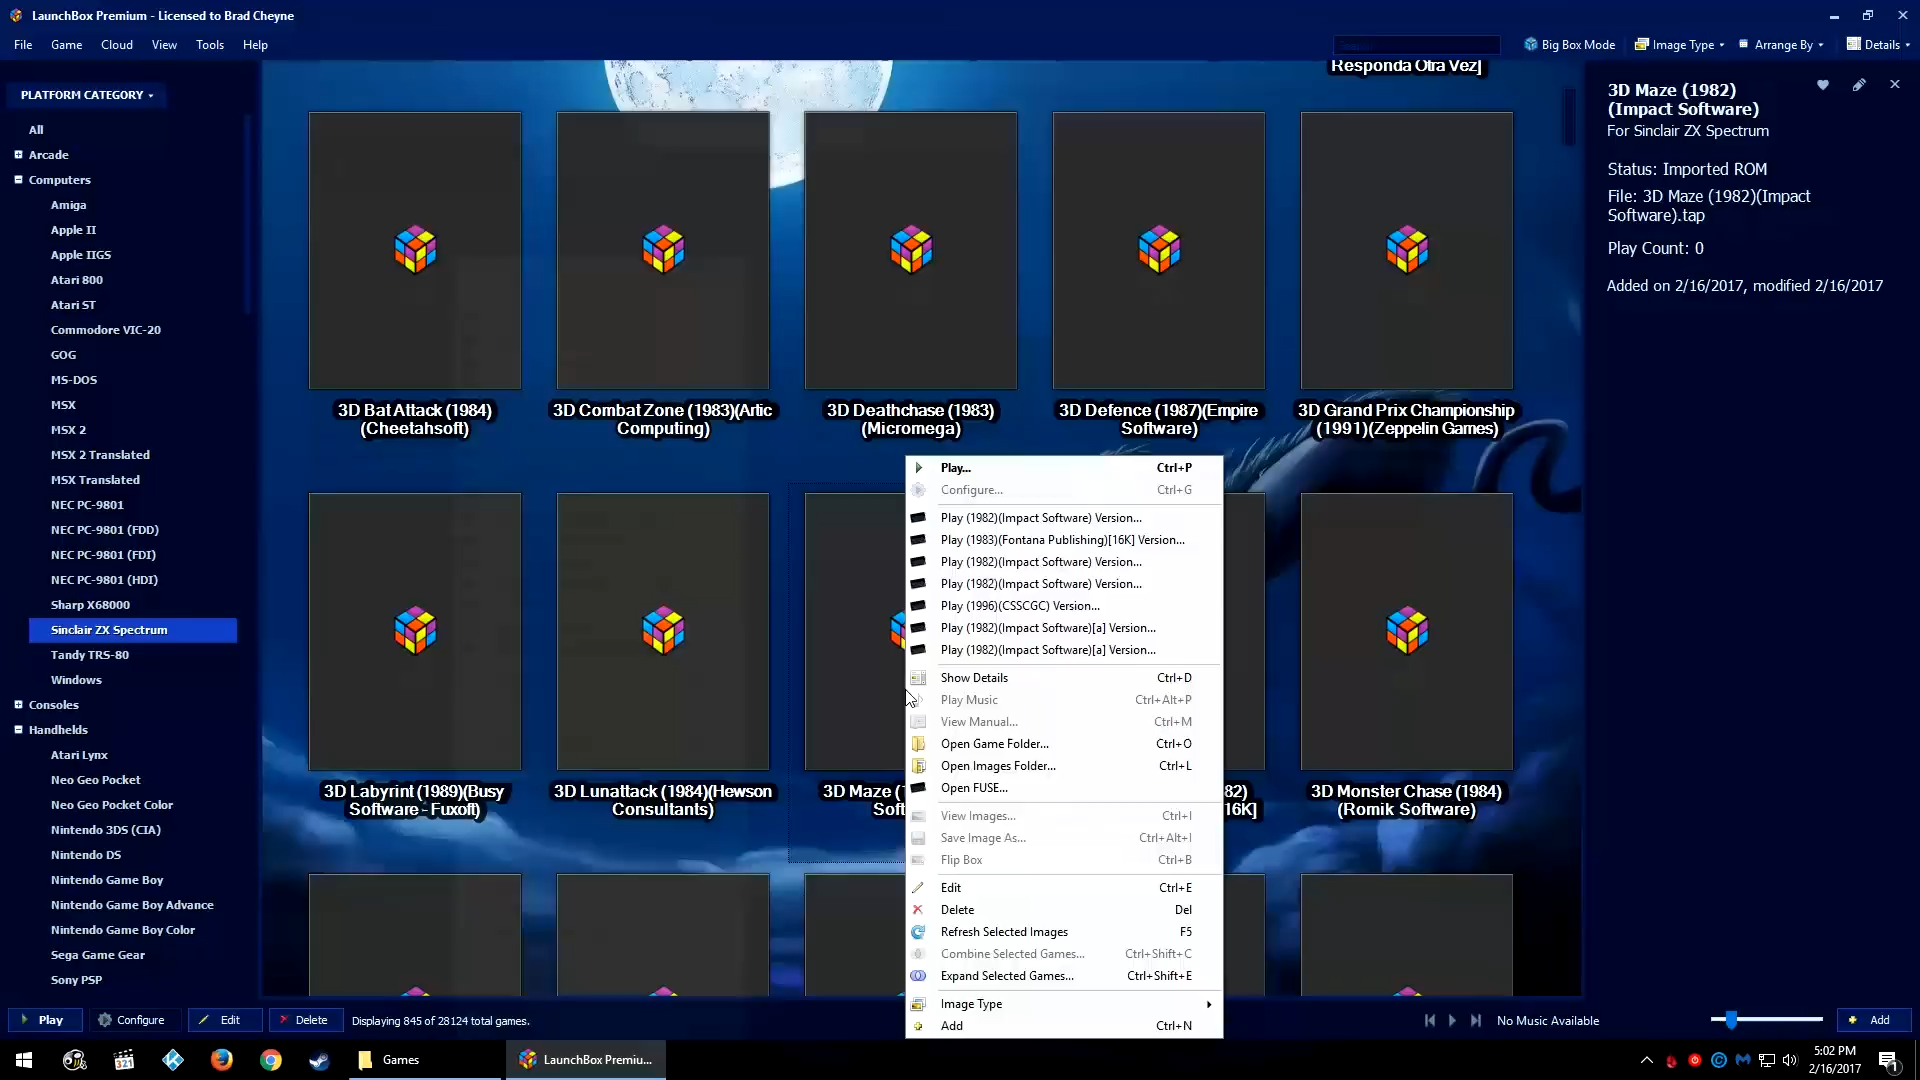 LaunchBox Premium - Licensed to Brad Cheyne
File Game Cloud View Tools Help
Big Box Mode Image Type Arrange By Details
PLATFORM CATEGORY
All
Arcade
Computers
Amiga
Apple II
Apple IIGS
Atari 800
Atari ST
Commodore VIC-20
GOG
MS-DOS
MSX
MSX 2
MSX 2 Translated
MSX Translated
NEC PC-9801
NEC PC-9801 (FDD)
NEC PC-9801 (FDI)
NEC PC-9801 (HDI)
Sharp X68000
Sinclair ZX Spectrum
Tandy TRS-80
Windows
Consoles
Handhelds
Atari Lynx
Neo Geo Pocket
Neo Geo Pocket Color
Nintendo 3DS (CIA)
Nintendo DS
Nintendo Game Boy
Nintendo Game Boy Advance
Nintendo Game Boy Color
Sega Game Gear
Sony PSP
Responda Otra Vez]
3D Bat Attack (1984)
(Cheetahsoft)
3D Combat Zone (1983)(Artic
Computing)
3D Deathchase (1983)
(Micromega)
3D Defence (1987)(Empire
Software)
3D Grand Prix Championship
(1991)(Zeppelin Games)
3D Labyrint (1989)(Busy
Software - Fuxoft)
3D Lunattack (1984)(Hewson
Consultants)
3D Maze (
Soft
82)
16K]
3D Monster Chase (1984)
(Romik Software)
Play... Ctrl+P
Configure... Ctrl+G
Play (1982)(Impact Software) Version...
Play (1983)(Fontana Publishing)[16K] Version...
Play (1982)(Impact Software) Version...
Play (1982)(Impact Software) Version...
Play (1996)(CSSCGC) Version...
Play (1982)(Impact Software)[a] Version...
Play (1982)(Impact Software)[a] Version...
Show Details Ctrl+D
Play Music Ctrl+Alt+P
View Manual... Ctrl+M
Open Game Folder... Ctrl+O
Open Images Folder... Ctrl+L
Open FUSE...
View Images... Ctrl+I
Save Image As... Ctrl+Alt+I
Flip Box Ctrl+B
Edit Ctrl+E
Delete Del
Refresh Selected Images F5
Combine Selected Games... Ctrl+Shift+C
Expand Selected Games... Ctrl+Shift+E
Image Type
Add Ctrl+N
3D Maze (1982)
(Impact Software)
For Sinclair ZX Spectrum
Status: Imported ROM
File: 3D Maze (1982)(Impact
Software).tap
Play Count: 0
Added on 2/16/2017, modified 2/16/2017
Play Configure Edit Delete Displaying 845 of 28124 total games.
No Music Available Add
321
Games
LaunchBox Premiu...
5:02 PM
2/16/2017
1